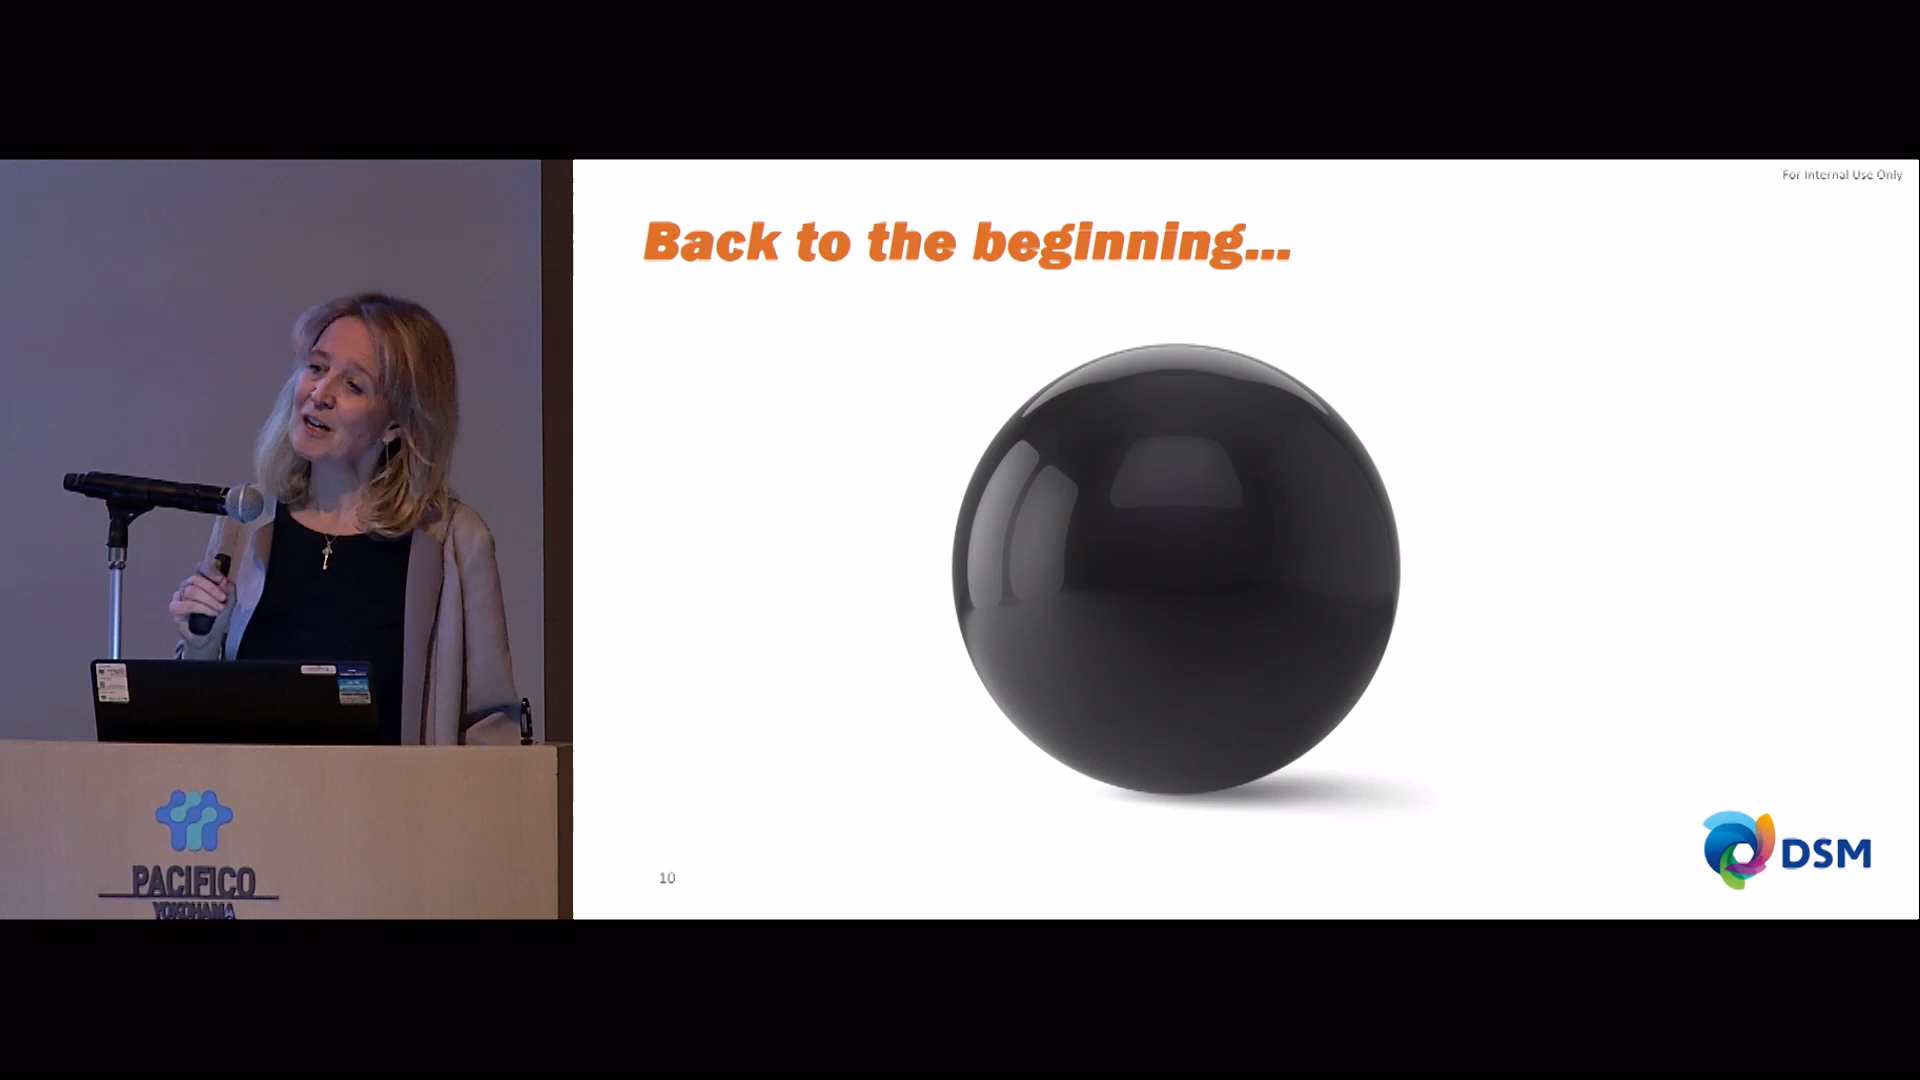 For Internal Use Only
Back to the beginning...
DSM
10
PACIFICO
YOKOHAMA